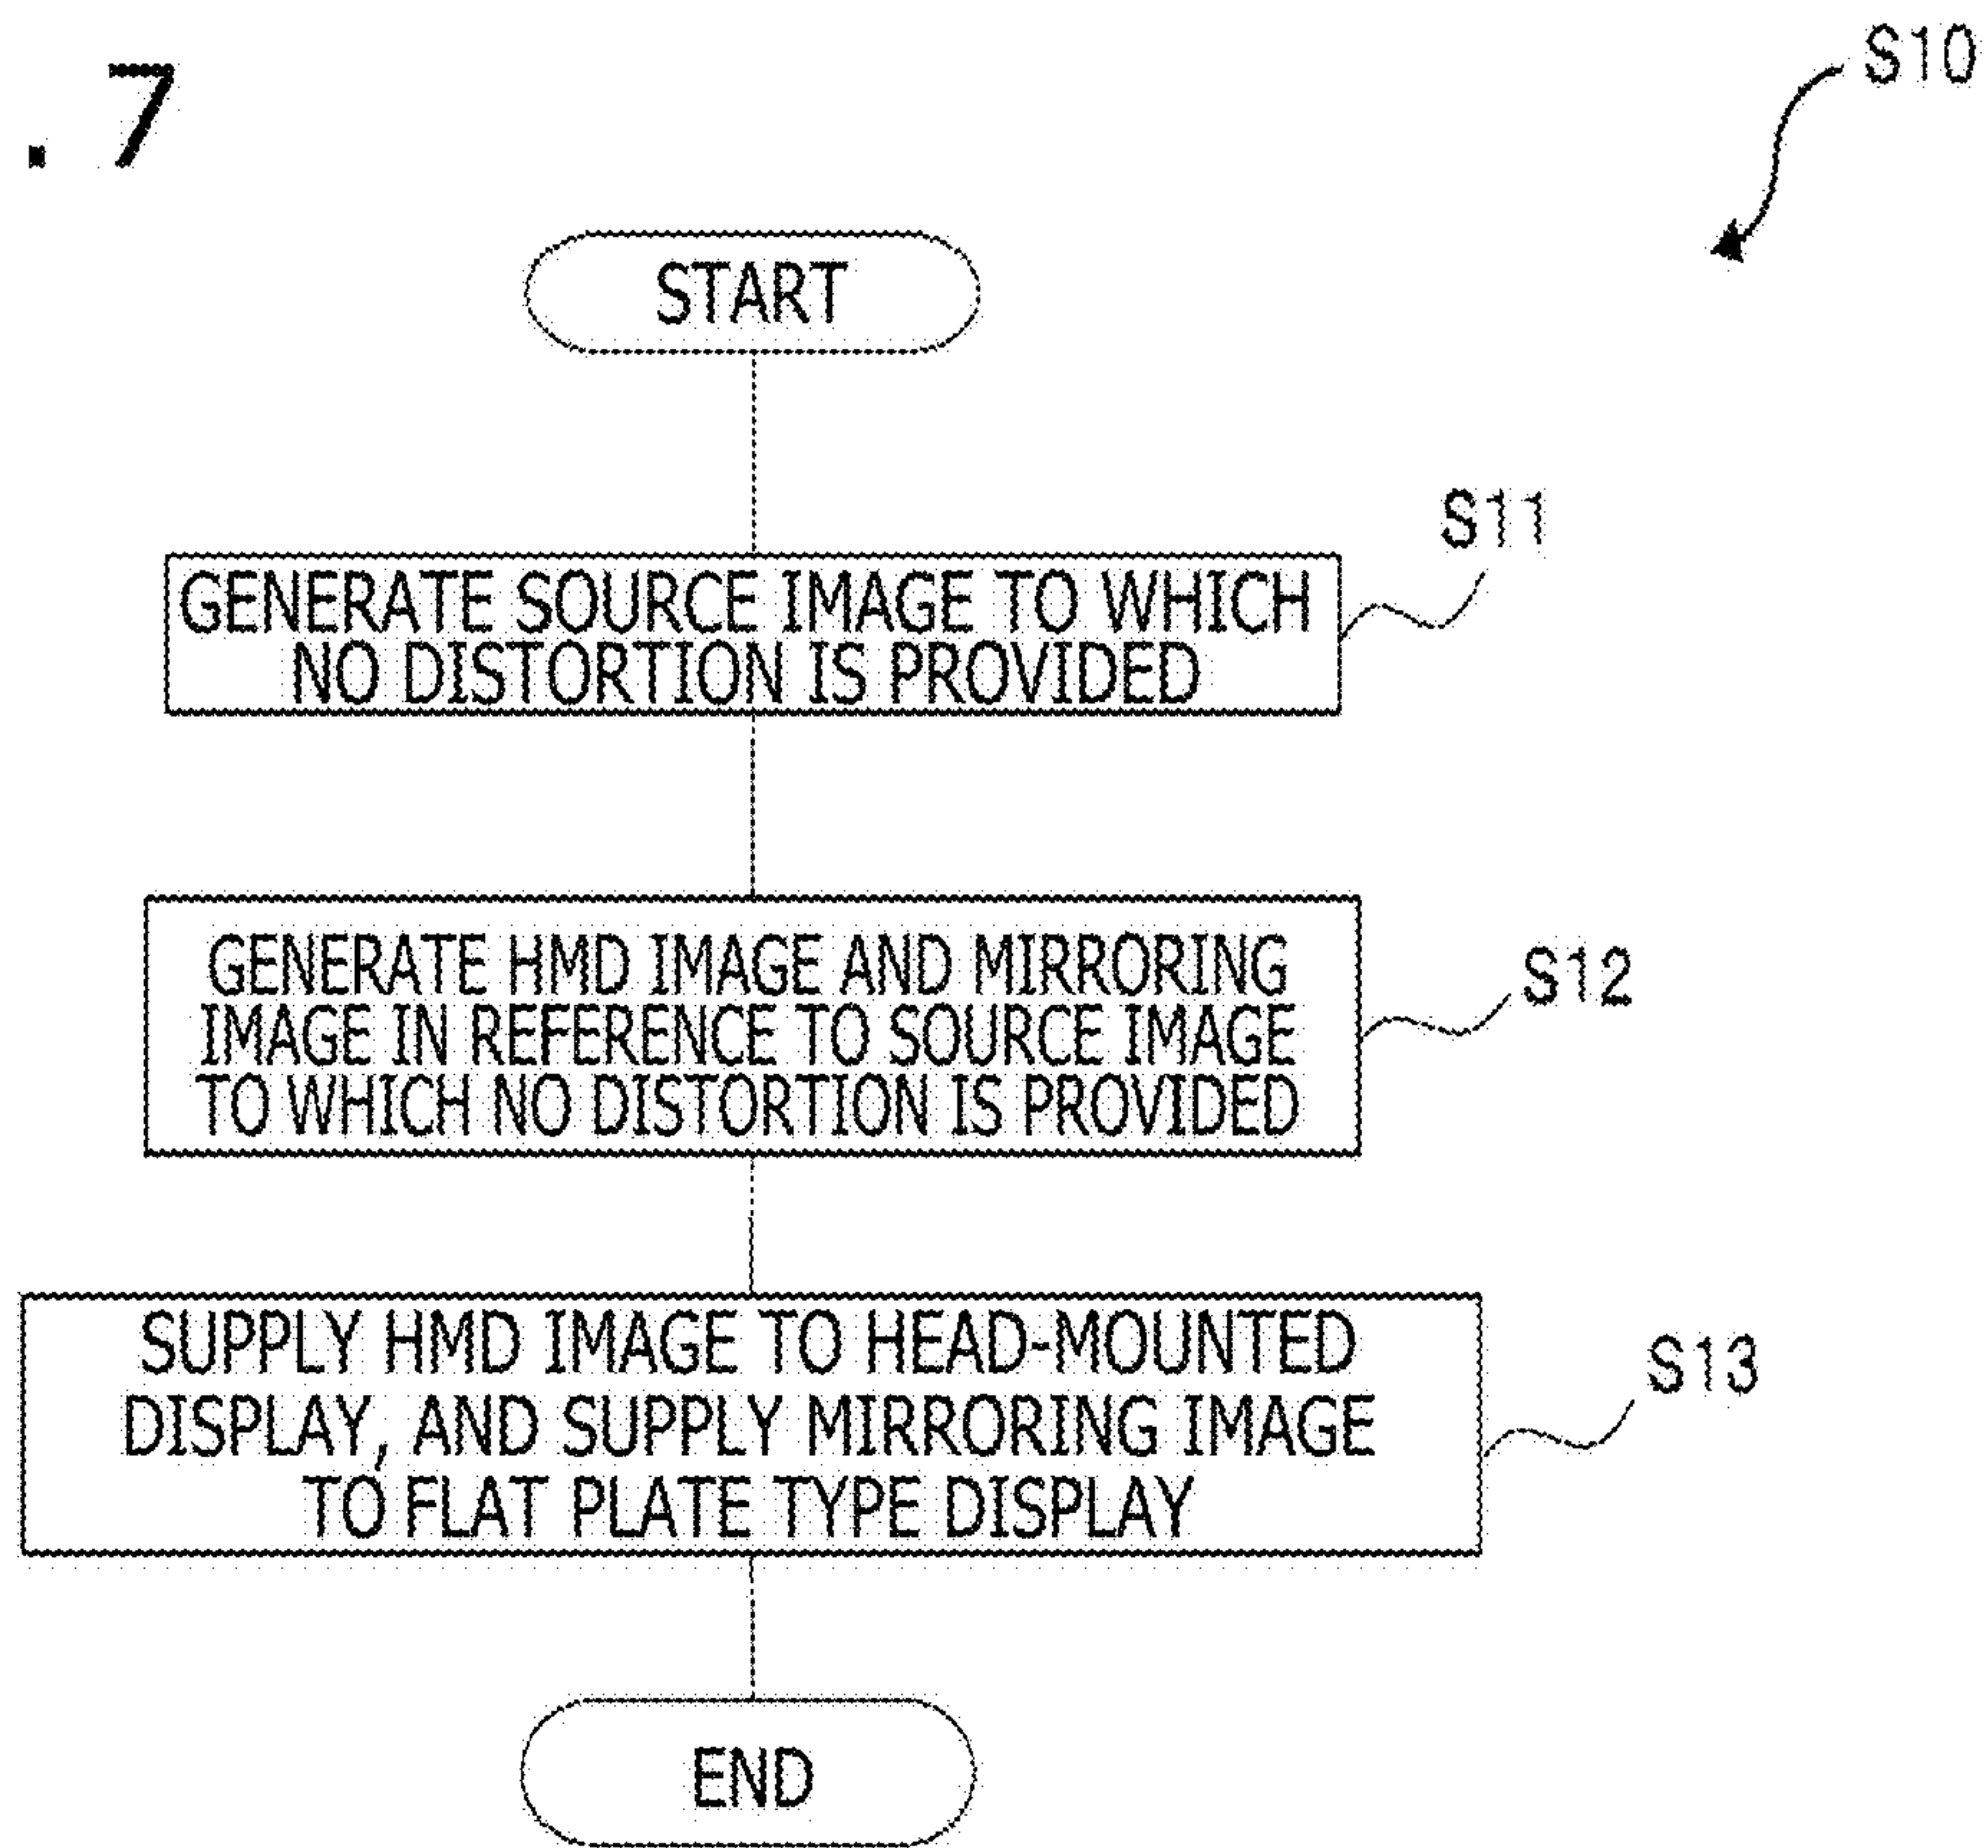 . 7
S10
START
S11
GENERATE SOURCE IMAGE TO WHICH
NO DISTORTION IS PROVIDED
S12
GENERATE HMD IMAGE AND MIRRORING
IMAGE IN REFERENCE TO SOURCE IMAGE
TO WHICH NO DISTORTION IS PROVIDED
S13
SUPPLY HMD IMAGE TO HEAD-MOUNTED
DISPLAY, AND SUPPLY MIRRORING IMAGE
TO FLAT PLATE TYPE DISPLAY
END